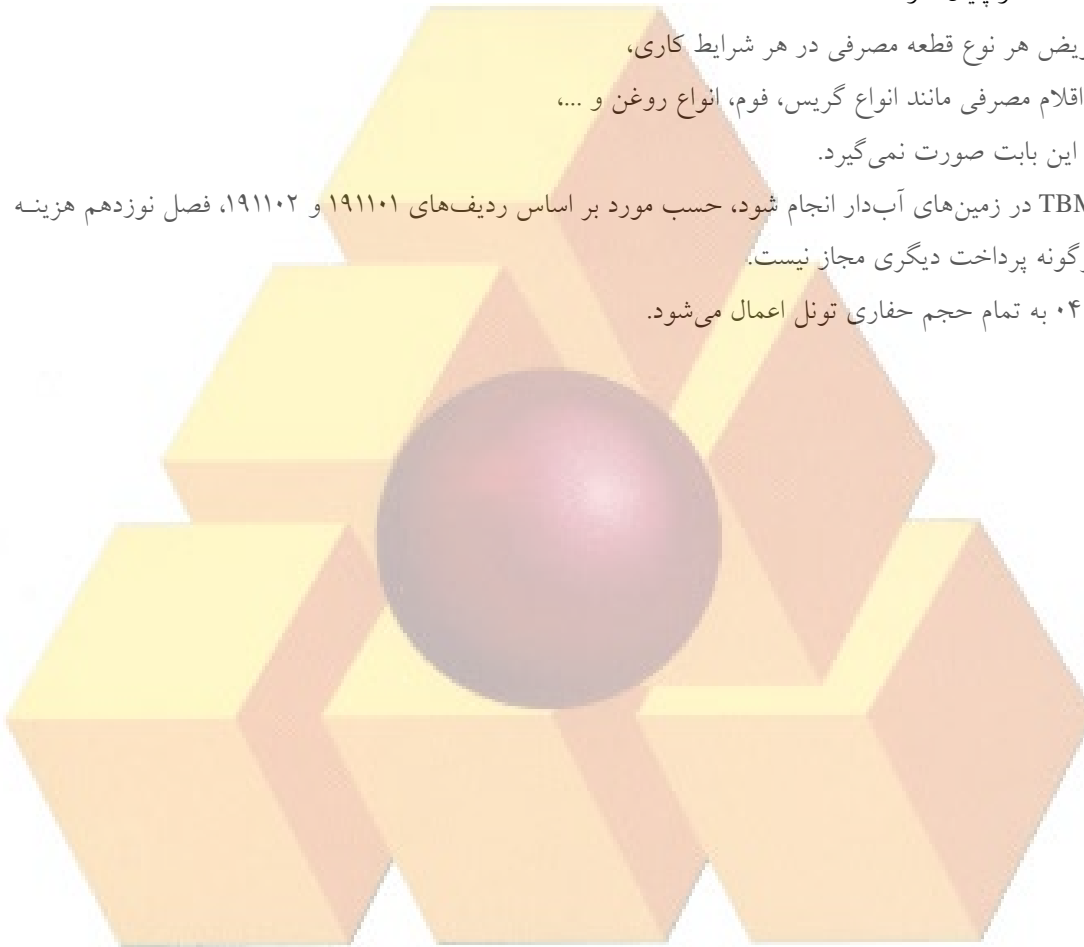 ریض هر نوع قطعه مصرفی در هر شرایط کاری،
اقلام مصرفی مانند انواع گریس، فوم، انواع روغن و ...،
این بابت صورت نمی‌گیرد.
TBM در زمین‌های آب‌دار انجام شود، حسب مورد بر اساس ردیف‌های ۱۹۱۱۰۱ و ۱۹۱۱۰۲، فصل نوزدهم هزینـه
گونه پرداخت دیگری مجاز نیست.
۰۴ به تمام حجم حفاری تونل اعمال می‌شود.